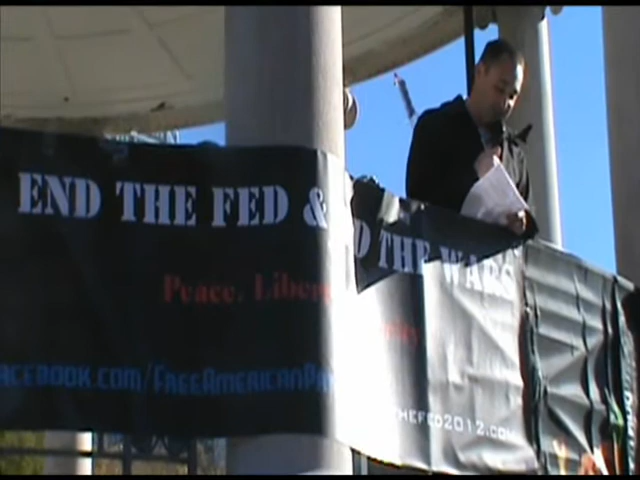 END THE FED & D THE WARS
Peace. Liber
ACEBOOK.COM/FREEAMERICANPA
HEFED2012.COM